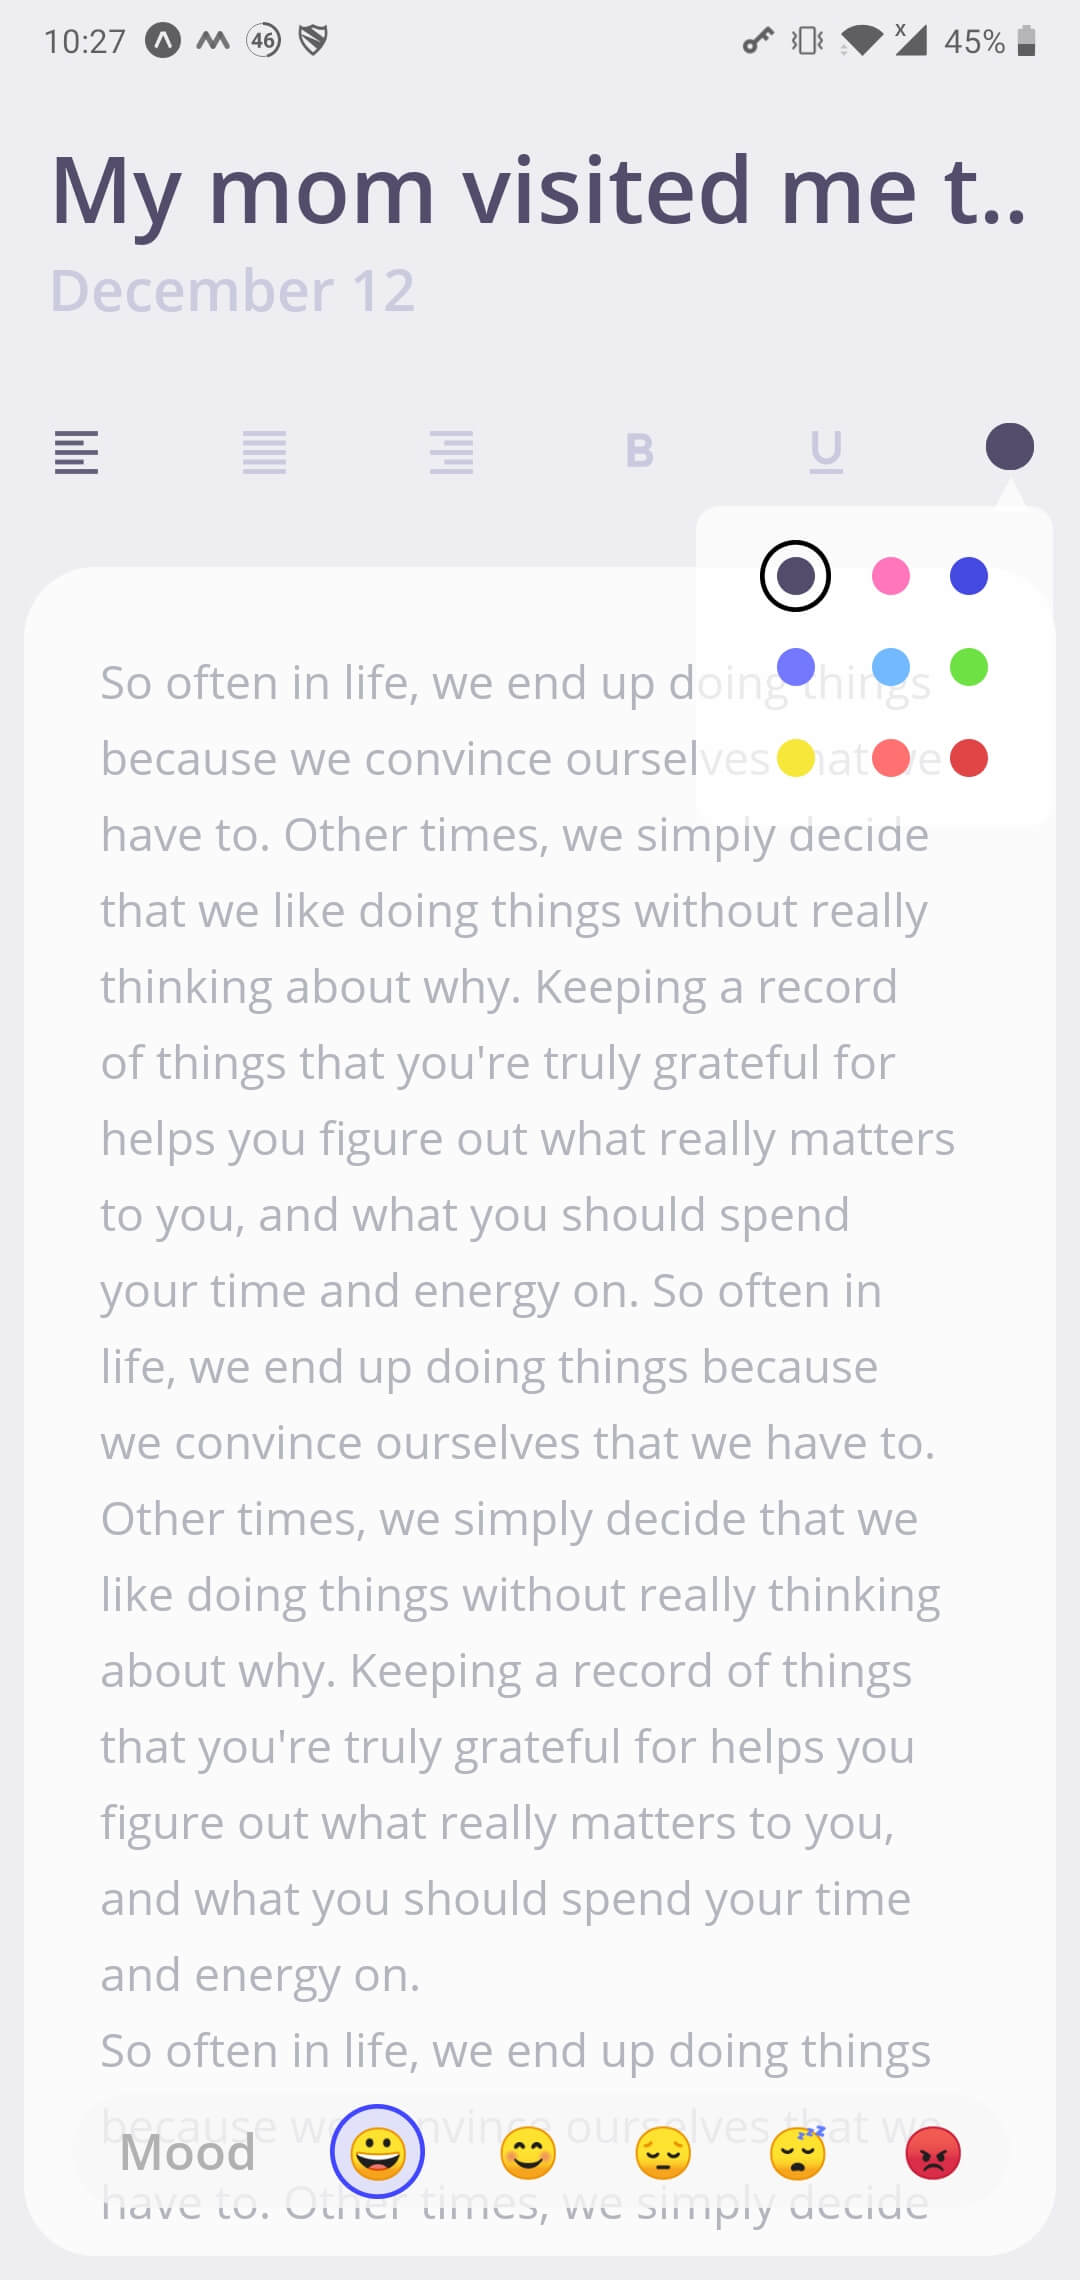 10:27 46 x 45%
My mom visited me t..
December 12
B U
So often in life, we end up doing things
because we convince ourselves that we
have to. Other times, we simply decide
that we like doing things without really
thinking about why. Keeping a record
of things that you're truly grateful for
helps you figure out what really matters
to you, and what you should spend
your time and energy on. So often in
life, we end up doing things because
we convince ourselves that we have to.
Other times, we simply decide that we
like doing things without really thinking
about why. Keeping a record of things
that you're truly grateful for helps you
figure out what really matters to you,
and what you should spend your time
and energy on.
So often in life, we end up doing things
because we convince ourselves that we
Mood
have to. Other times, we simply decide